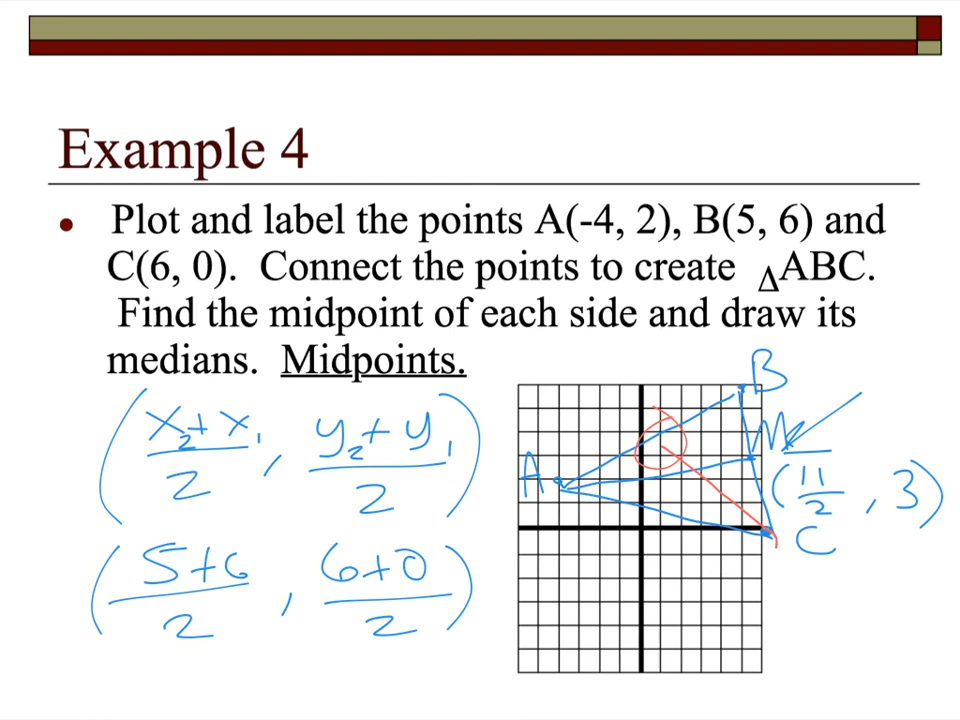 Example 4
• Plot and label the points A(-4, 2), B(5, 6) and
C(6, 0). Connect the points to create ΔABC.
Find the midpoint of each side and draw its
medians. Midpoints.
B
(x₂+x₁/2, y₂+y₁/2)
M
A
(11/2, 3)
C
(5+6/2, 6+0/2)